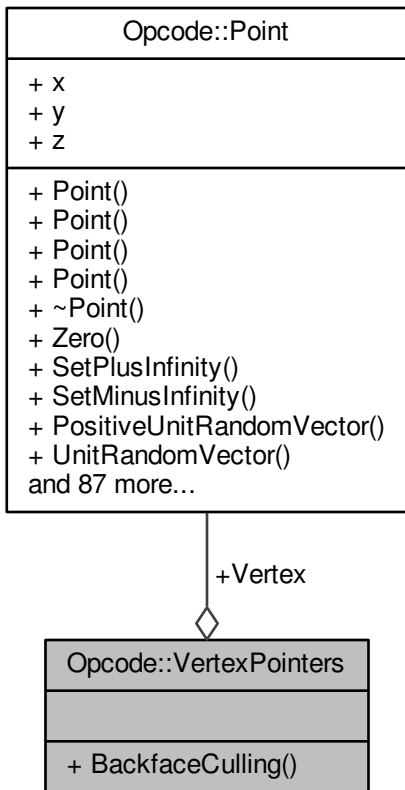 Opcode::Point
+ x
+ y
+ z
+ Point()
+ Point()
+ Point()
+ Point()
+ ~Point()
+ Zero()
+ SetPlusInfinity()
+ SetMinusInfinity()
+ PositiveUnitRandomVector()
+ UnitRandomVector()
and 87 more...
+Vertex
Opcode::VertexPointers
+ BackfaceCulling()